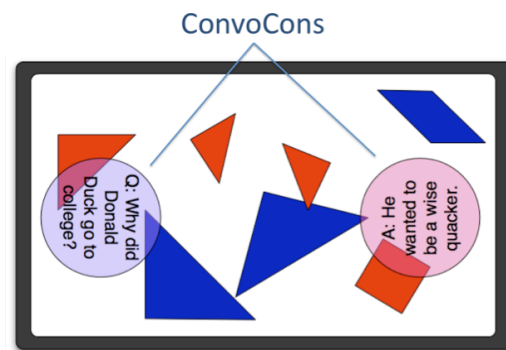 ConvoCons
Q: Why did
Donald
Duck go to
college?
A: He
wanted to
be a wise
quacker.